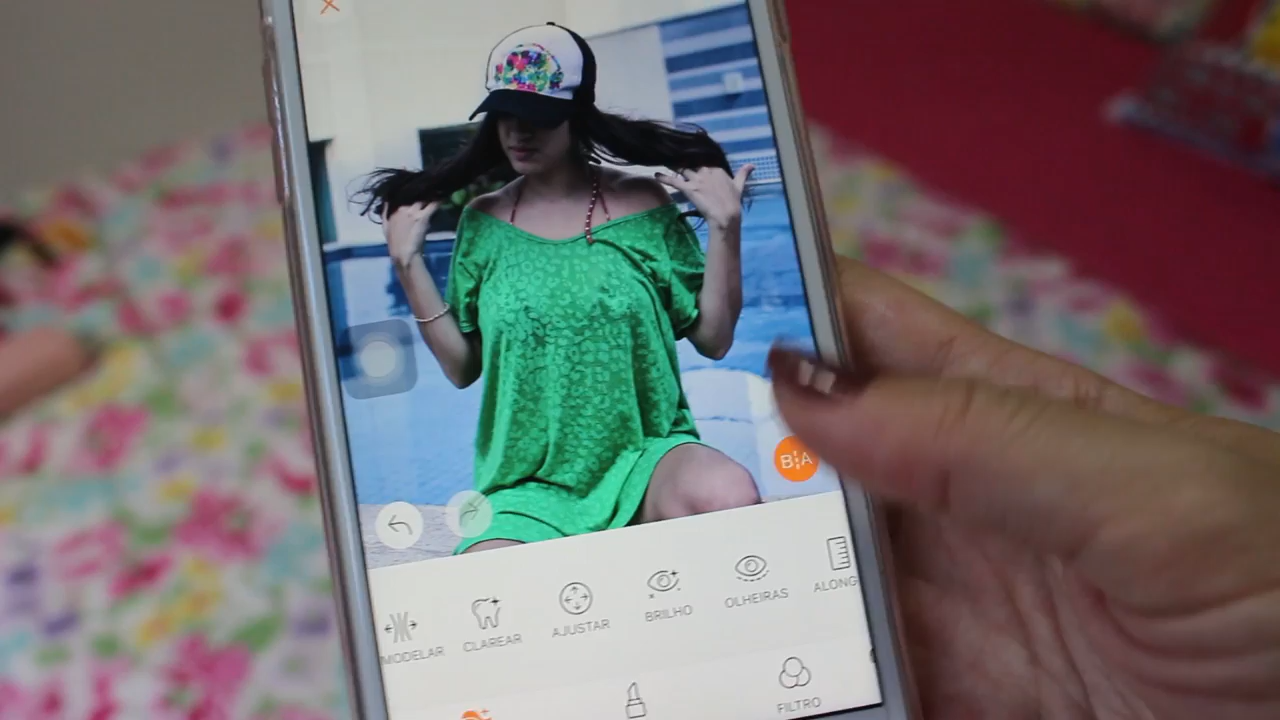 B:A
MODELAR
CLAREAR
AJUSTAR
BRILHO
OLHEIRAS
ALONG
FILTRO